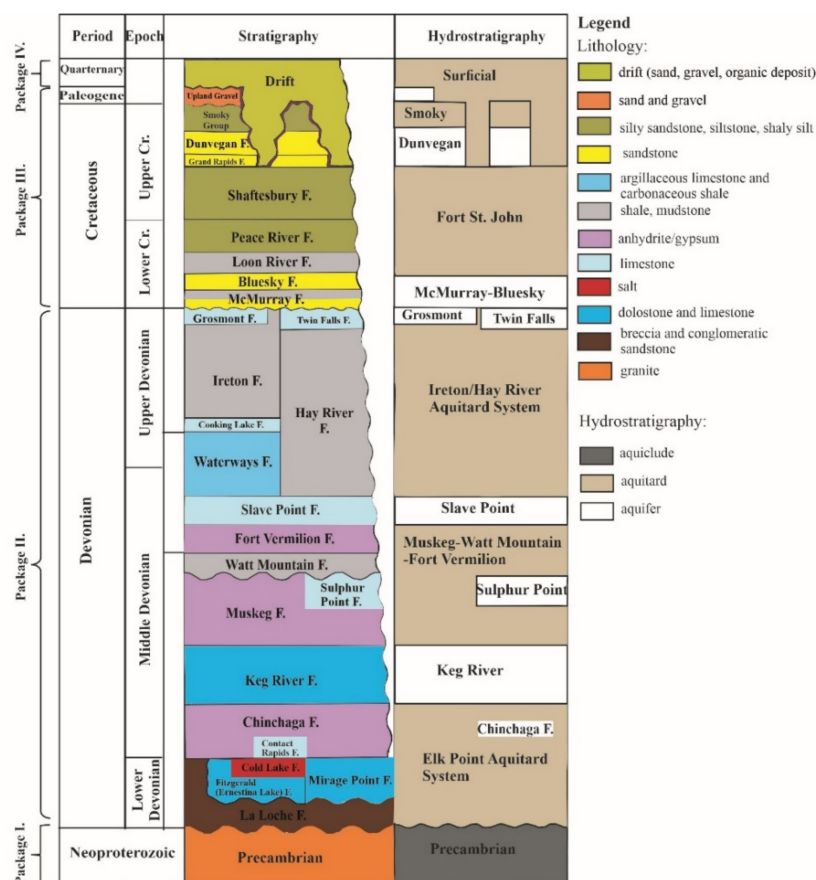 Period
Epoch
Stratigraphy
Hydrostratigraphy
Package IV.
Package III.
Package II.
Package I.
Quarternary
Paleogene
Cretaceous
Devonian
Neoproterozoic
Upper Cr.
Lower Cr.
Upper Devonian
Middle Devonian
Lower
Devonian
Drift
Upland Gravel
Smoky
Group
Dunvegan F.
Grand Rapids F.
Shaftesbury F.
Peace River F.
Loon River F.
Bluesky F.
McMurray F.
Grosmont F.
Twin Falls F.
Ireton F.
Hay River
F.
Cooking Lake F.
Waterways F.
Slave Point F.
Fort Vermilion F.
Watt Mountain F.
Sulphur
Point F.
Muskeg F.
Keg River F.
Chinchaga F.
Contact
Rapids F.
Cold Lake F.
Fitzgerald
(Ernestina Lake) F.
Mirage Point F.
La Loche F.
Precambrian
Surficial
Smoky
Dunvegan
Fort St. John
McMurray-Bluesky
Grosmont
Twin Falls
Ireton/Hay River
Aquitard System
Slave Point
Muskeg-Watt Mountain
-Fort Vermilion
Sulphur Point
Keg River
Chinchaga F.
Elk Point Aquitard
System
Precambrian
Legend
Lithology:
drift (sand, gravel, organic deposit)
sand and gravel
silty sandstone, siltstone, shaly silt
sandstone
argillaceous limestone and
carbonaceous shale
shale, mudstone
anhydrite/gypsum
limestone
salt
dolostone and limestone
breccia and conglomeratic
sandstone
granite
Hydrostratigraphy:
aquiclude
aquitard
aquifer